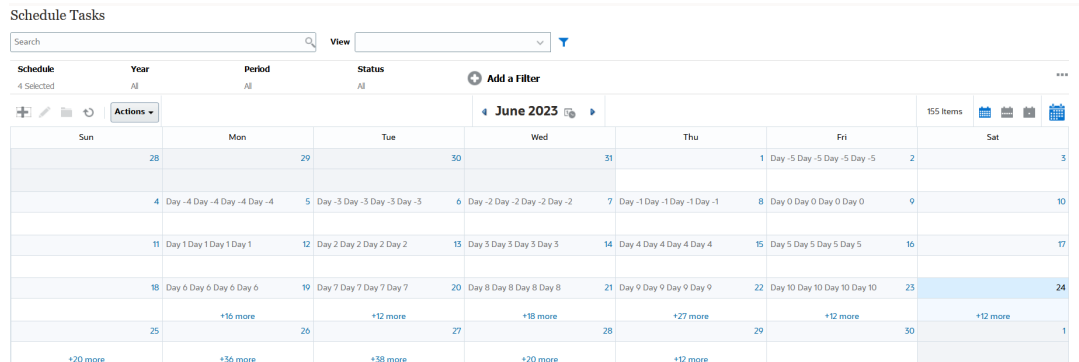 Schedule Tasks
Search
View
Schedule Year Period Status
4 Selected All All All
Add a Filter
Actions
June 2023
155 Items
Sun Mon Tue Wed Thu Fri Sat
28 29 30 31 1 Day -5 Day -5 Day -5 Day -5 2 3
4 Day -4 Day -4 Day -4 Day -4 5 Day -3 Day -3 Day -3 Day -3 6 Day -2 Day -2 Day -2 Day -2 7 Day -1 Day -1 Day -1 Day -1 8 Day 0 Day 0 Day 0 Day 0 9 10
11 Day 1 Day 1 Day 1 Day 1 12 Day 2 Day 2 Day 2 Day 2 13 Day 3 Day 3 Day 3 Day 3 14 Day 4 Day 4 Day 4 Day 4 15 Day 5 Day 5 Day 5 Day 5 16 17
18 Day 6 Day 6 Day 6 Day 6 19 Day 7 Day 7 Day 7 Day 7 20 Day 8 Day 8 Day 8 Day 8 21 Day 9 Day 9 Day 9 Day 9 22 Day 10 Day 10 Day 10 Day 10 23 24
+16 more +12 more +18 more +27 more +12 more +12 more
25 26 27 28 29 30 1
+20 more +36 more +38 more +20 more +12 more